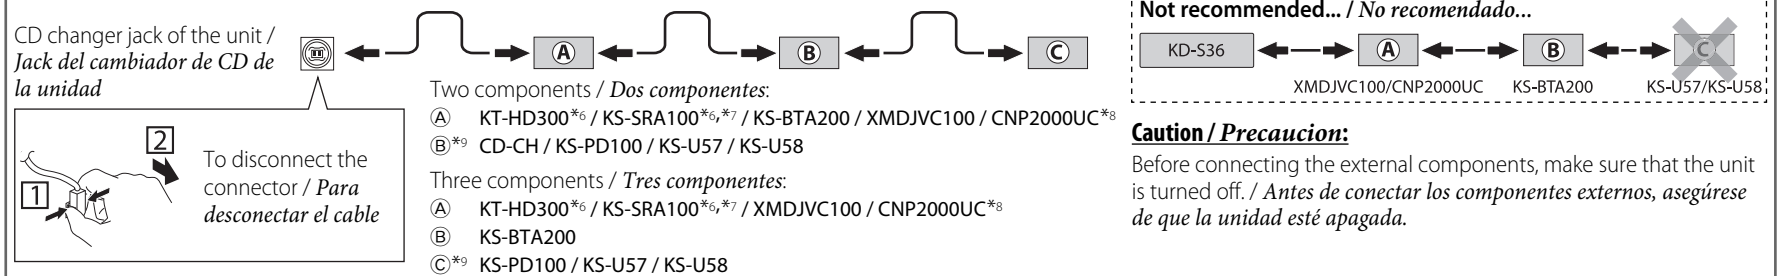 CD changer jack of the unit /
Jack del cambiador de CD de
la unidad
Ⓐ
Ⓑ
Ⓒ
1
2
To disconnect the
connector / Para
desconectar el cable
Two components / Dos componentes:
Ⓐ KT-HD300*6 / KS-SRA100*6,*7 / KS-BTA200 / XMDJVC100 / CNP2000UC*8
Ⓑ*9 CD-CH / KS-PD100 / KS-U57 / KS-U58
Three components / Tres componentes:
Ⓐ KT-HD300*6 / KS-SRA100*6,*7 / XMDJVC100 / CNP2000UC*8
Ⓑ KS-BTA200
Ⓒ*9 KS-PD100 / KS-U57 / KS-U58
Not recommended... / No recomendado...
KD-S36 Ⓐ Ⓑ Ⓒ
XMDJVC100/CNP2000UC KS-BTA200 KS-U57/KS-U58
Caution / Precaucion:
Before connecting the external components, make sure that the unit
is turned off. / Antes de conectar los componentes externos, asegúrese
de que la unidad esté apagada.